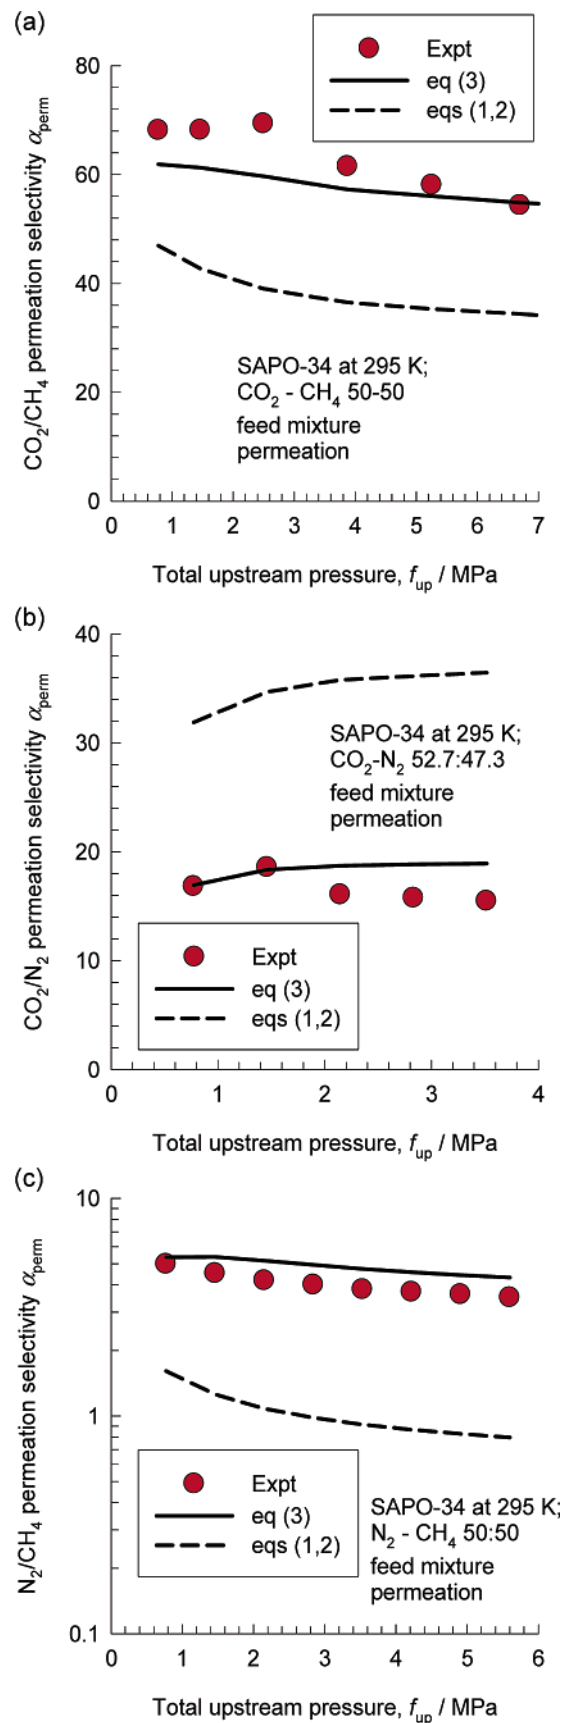 (a)
Expt
eq (3)
eqs (1,2)
CO₂/CH₄ permeation selectivity αperm
80
60
40
20
0
SAPO-34 at 295 K;
CO₂ - CH₄ 50-50
feed mixture
permeation
0 1 2 3 4 5 6 7
Total upstream pressure, fup / MPa
(b)
CO₂/N₂ permeation selectivity αperm
40
30
20
10
0
SAPO-34 at 295 K;
CO₂-N₂ 52.7:47.3
feed mixture
permeation
Expt
eq (3)
eqs (1,2)
0 1 2 3 4
Total upstream pressure, fup / MPa
(c)
N₂/CH₄ permeation selectivity αperm
10
1
0.1
Expt
eq (3)
eqs (1,2)
SAPO-34 at 295 K;
N₂ - CH₄ 50:50
feed mixture
permeation
0 1 2 3 4 5 6
Total upstream pressure, fup / MPa